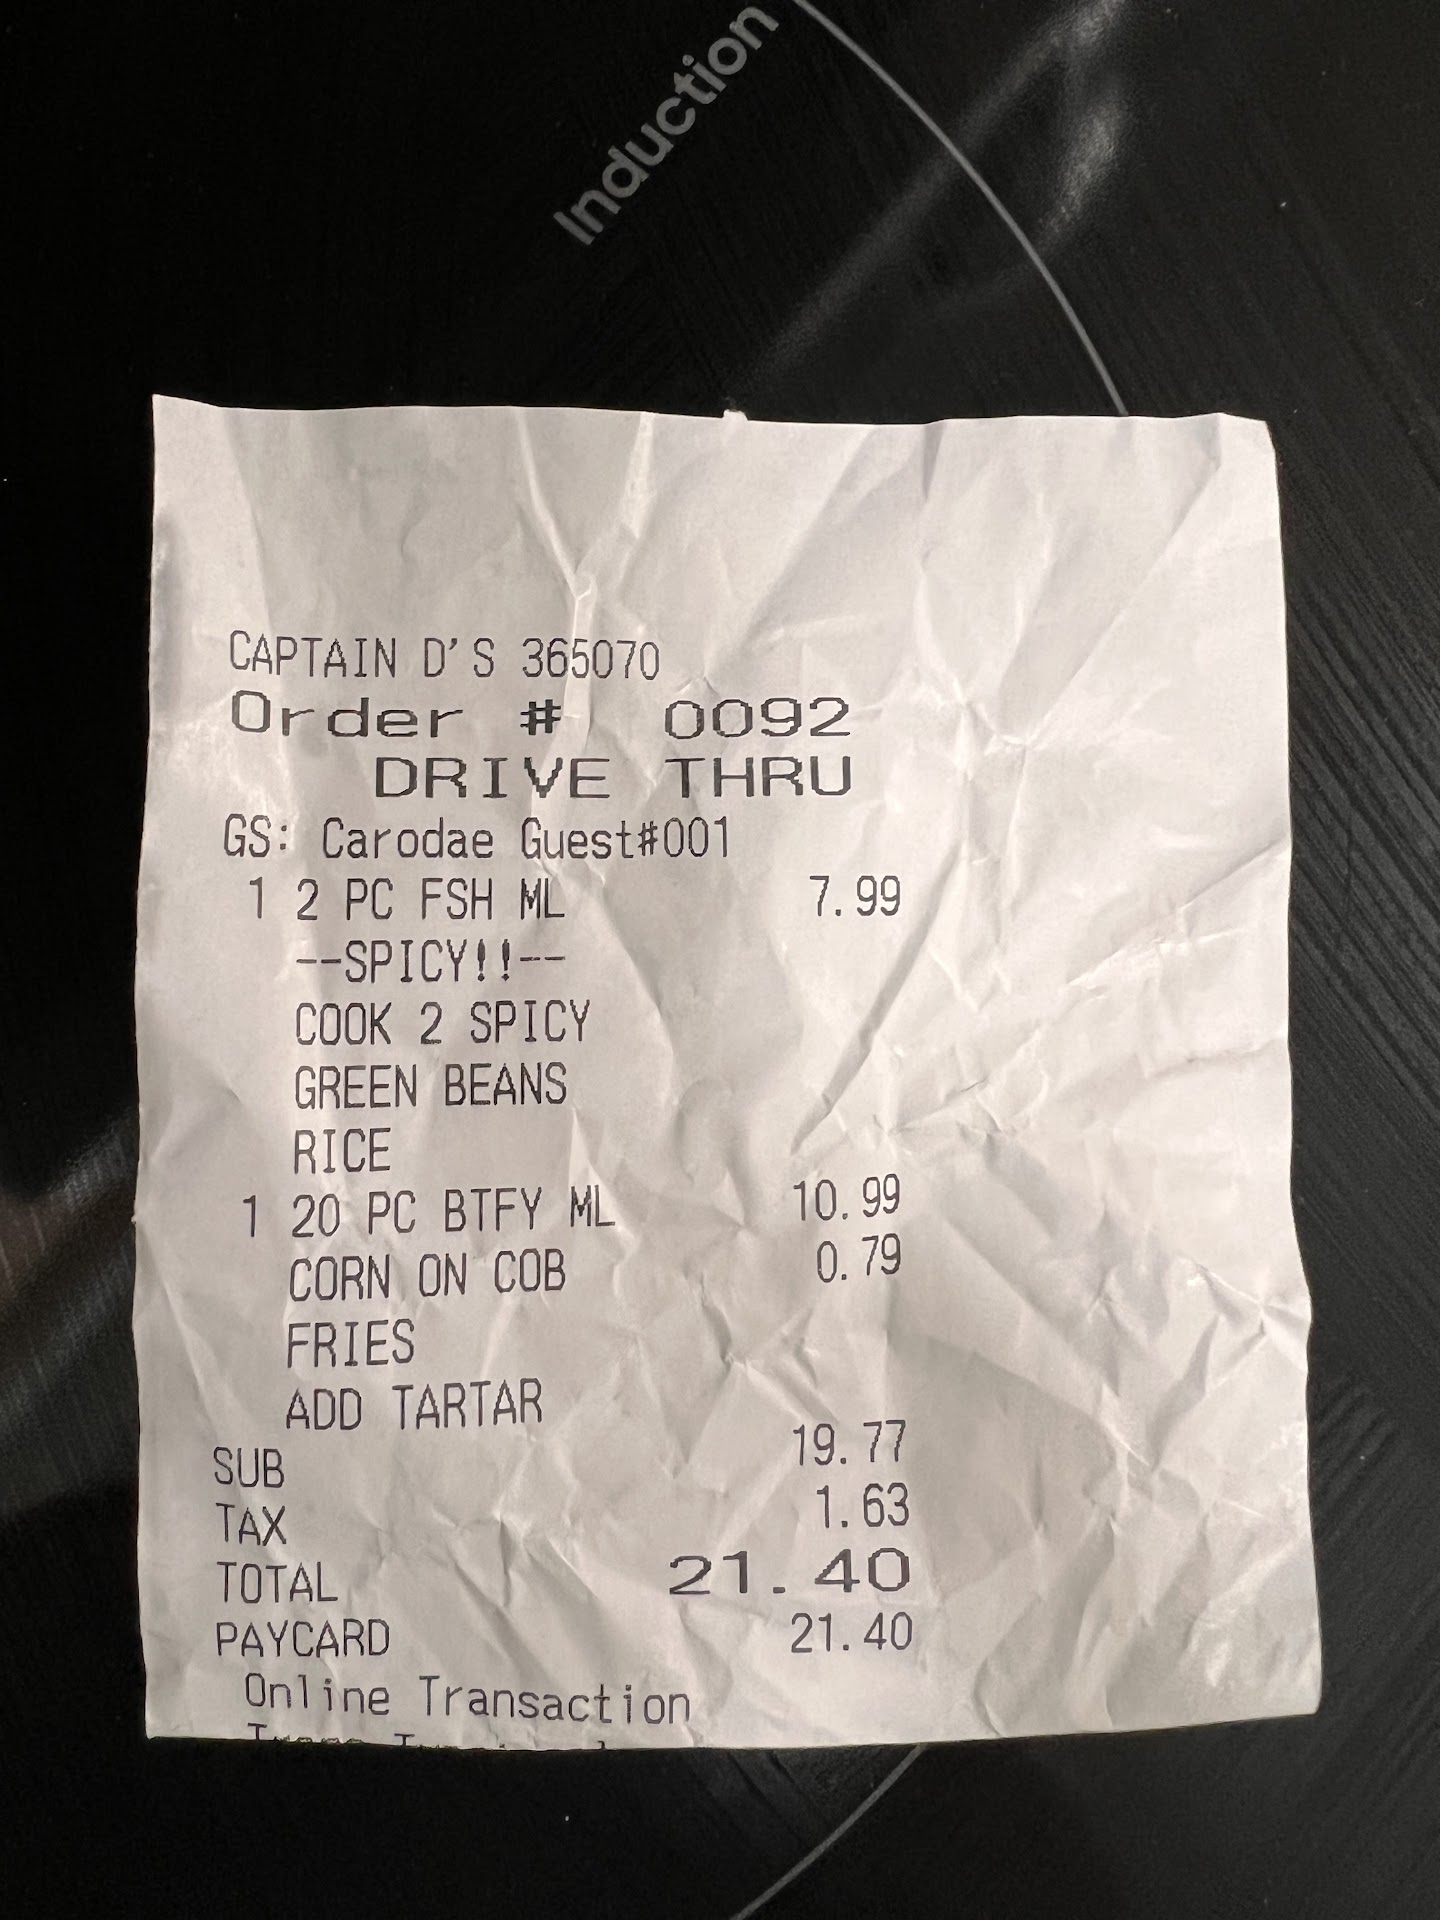 Induction
CAPTAIN D'S 365070
Order # 0092
DRIVE THRU
GS: Carodae Guest#001
1 2 PC FSH ML 7.99
--SPICY!!--
COOK 2 SPICY
GREEN BEANS
RICE
1 20 PC BTFY ML 10.99
CORN ON COB 0.79
FRIES
ADD TARTAR
SUB 19.77
TAX 1.63
TOTAL 21.40
PAYCARD 21.40
Online Transaction